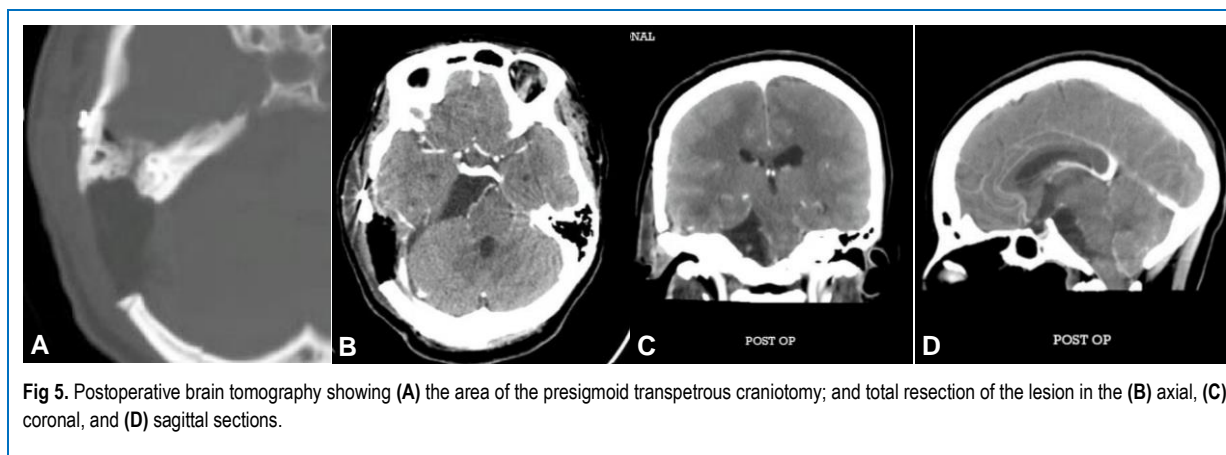 ONAL
A
B
C
POST OP
D
POST OP
Fig 5. Postoperative brain tomography showing (A) the area of the presigmoid transpetrous craniotomy; and total resection of the lesion in the (B) axial, (C)
coronal, and (D) sagittal sections.